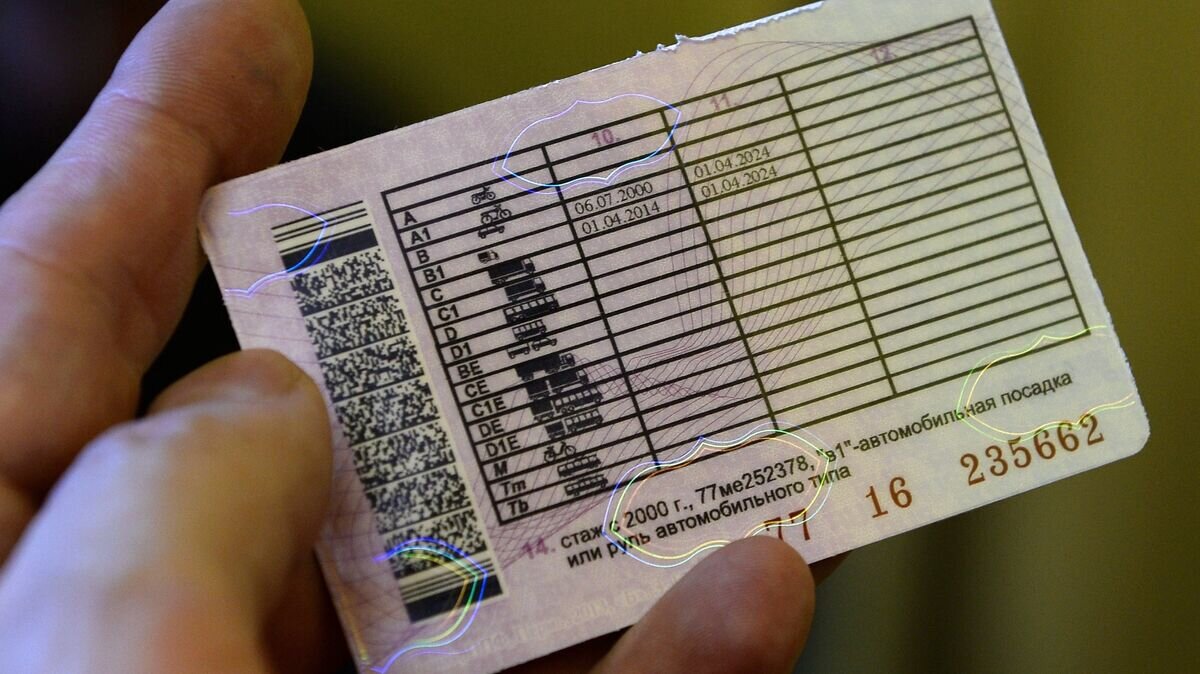 10. 11. 12.
A
A1
B 06.07.2000 01.04.2024
B1 01.04.2014 01.04.2024
C
C1
D
D1
BE
CE
C1E
DE
D1E
M
Tm
Tb
14. стаж с 2000 г., 77ме252378, "в1"-автомобильная посадка
или руль автомобильного типа
77 16 235662